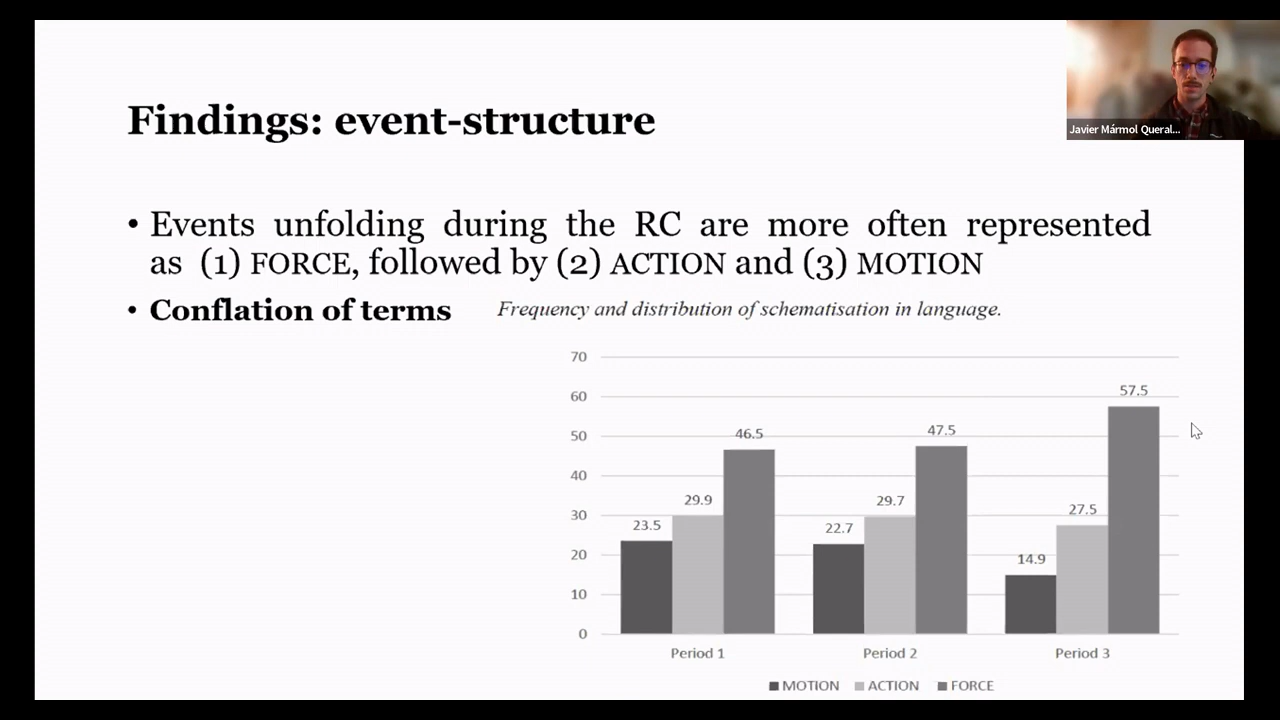 Javier Mármol Queral...
Findings: event-structure
• Events unfolding during the RC are more often represented
as (1) FORCE, followed by (2) ACTION and (3) MOTION
• Conflation of terms
Frequency and distribution of schematisation in language.
70
60
50
40
30
20
10
0
23.5
29.9
46.5
22.7
29.7
47.5
14.9
27.5
57.5
Period 1
Period 2
Period 3
MOTION ACTION FORCE